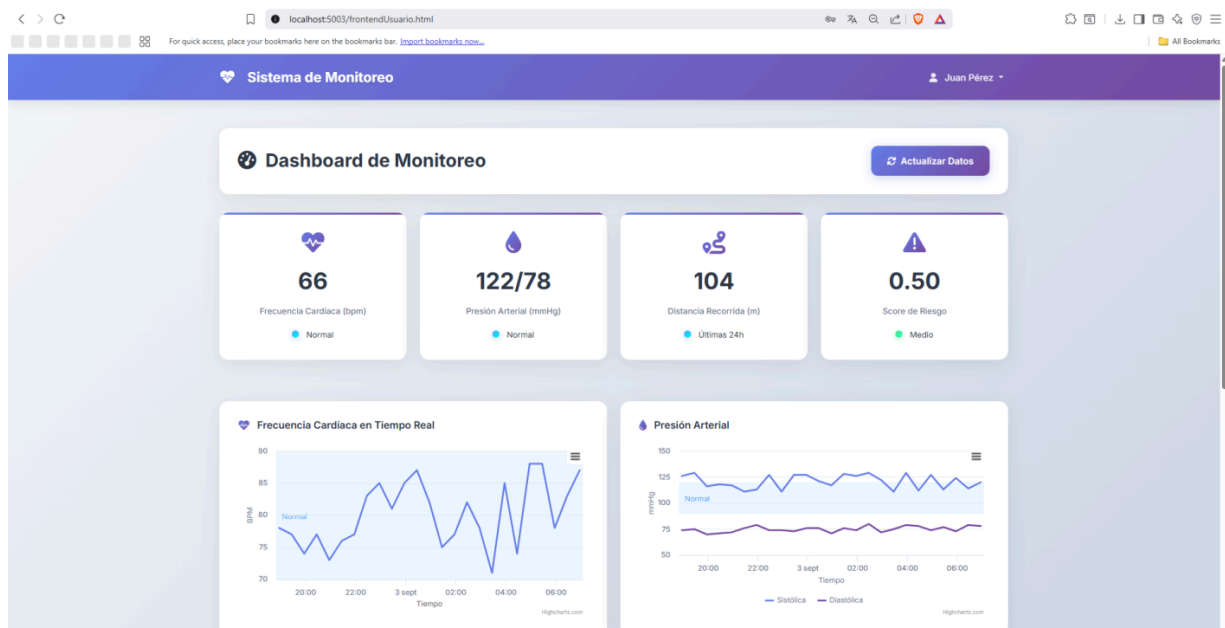 localhost:5003/frontendUsuario.html
For quick access, place your bookmarks here on the bookmarks bar. Import bookmarks now...
All Bookmarks
Sistema de Monitoreo
Juan Pérez
Dashboard de Monitoreo
Actualizar Datos
66
Frecuencia Cardiaca (bpm)
Normal
122/78
Presión Arterial (mmHg)
Normal
104
Distancia Recorrida (m)
Últimas 24h
0.50
Score de Riesgo
Medio
Frecuencia Cardíaca en Tiempo Real
90
85
80
75
70
BPM
Normal
20:00 22:00 3 sept 02:00 04:00 06:00
Tiempo
Highcharts.com
Presión Arterial
150
125
100
75
50
mmHg
Normal
20:00 22:00 3 sept 02:00 04:00 06:00
Tiempo
Sistólica Diastólica
Highcharts.com